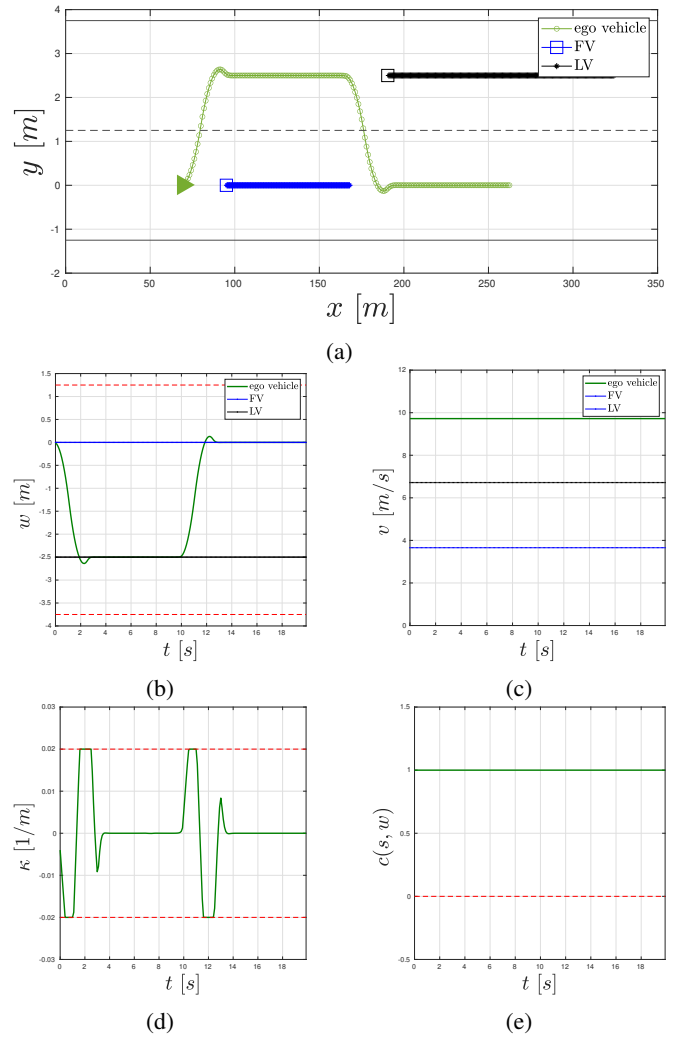 4
3
2
1
0
-1
-2
y [m]
ego vehicle
FV
LV
0 50 100 150 200 250 300 350
x [m]
(a)
1.5
1
0.5
0
-0.5
-1
-1.5
-2
-2.5
-3
-3.5
-4
w [m]
ego vehicle
FV
LV
0 2 4 6 8 10 12 14 16 18
t [s]
(b)
12
10
8
6
4
2
0
v [m/s]
ego vehicle
FV
LV
0 2 4 6 8 10 12 14 16 18
t [s]
(c)
0.03
0.02
0.01
0
-0.01
-0.02
-0.03
κ [1/m]
0 2 4 6 8 10 12 14 16 18
t [s]
(d)
1.5
1
0.5
0
-0.5
c(s, w)
0 2 4 6 8 10 12 14 16 18
t [s]
(e)